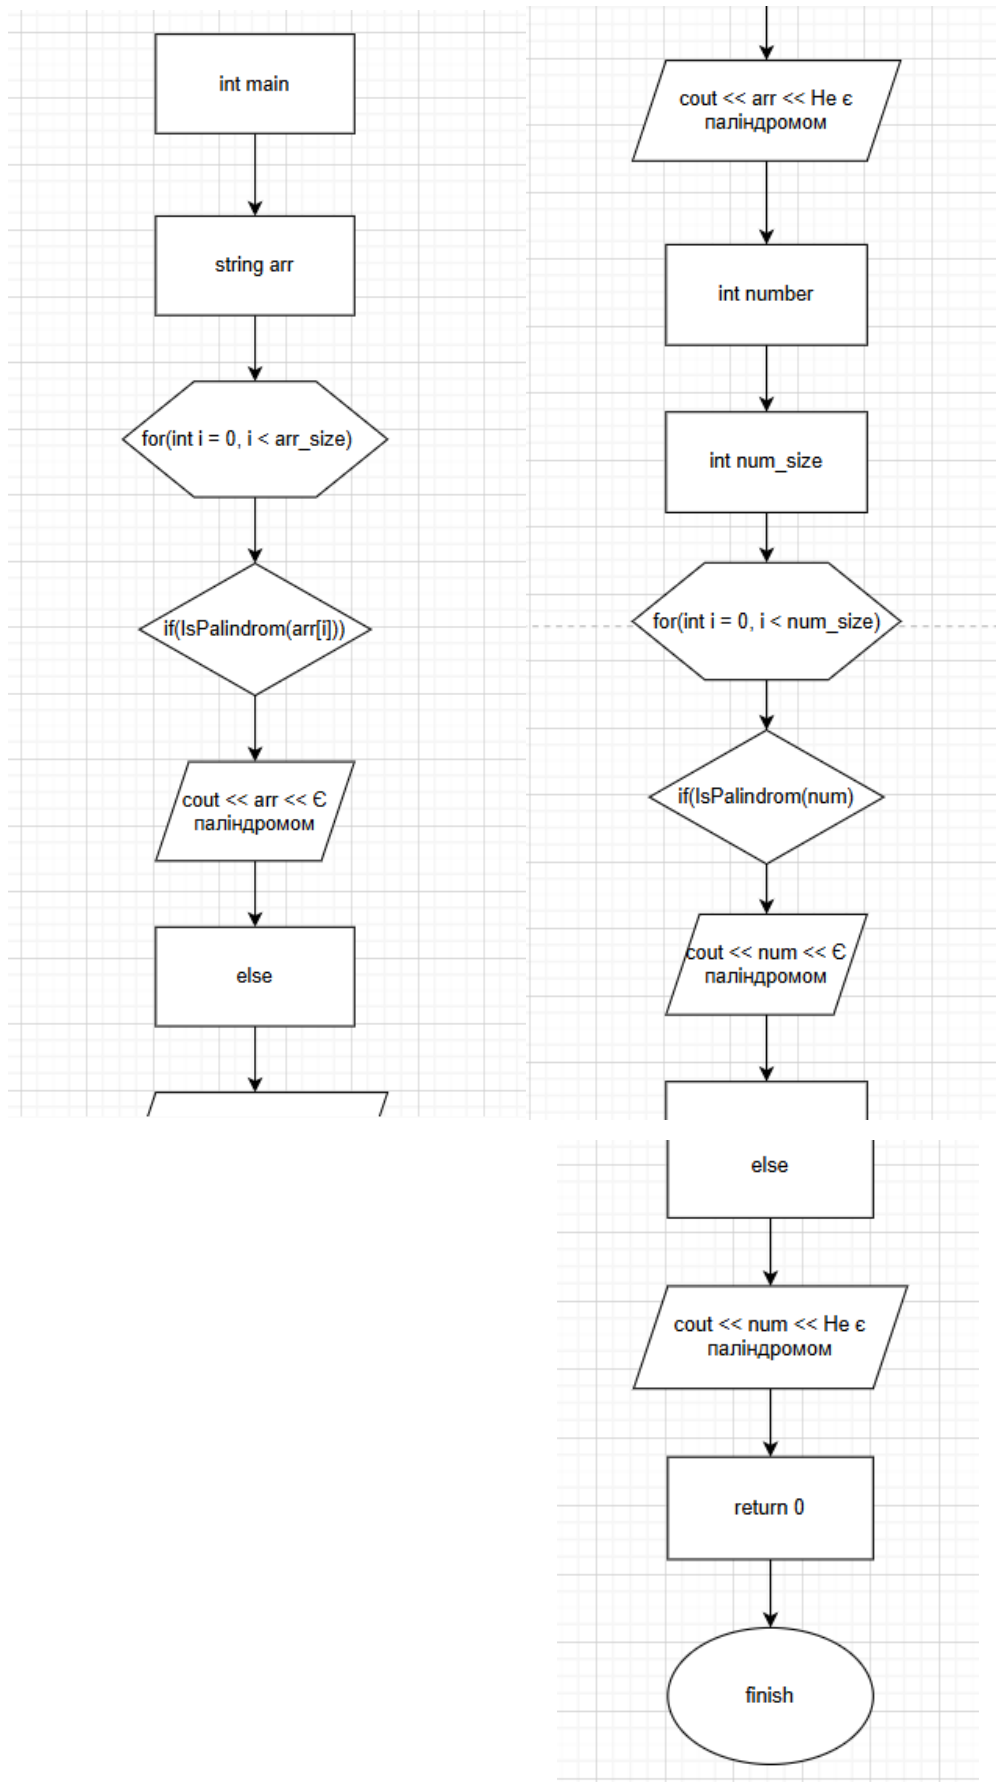 int main
string arr
for(int i = 0, i < arr_size)
if(IsPalindrom(arr[i]))
cout << arr << Є
паліндромом
else
cout << arr << Не є
паліндромом
int number
int num_size
for(int i = 0, i < num_size)
if(IsPalindrom(num)
cout << num << Є
паліндромом
else
cout << num << Не є
паліндромом
return 0
finish